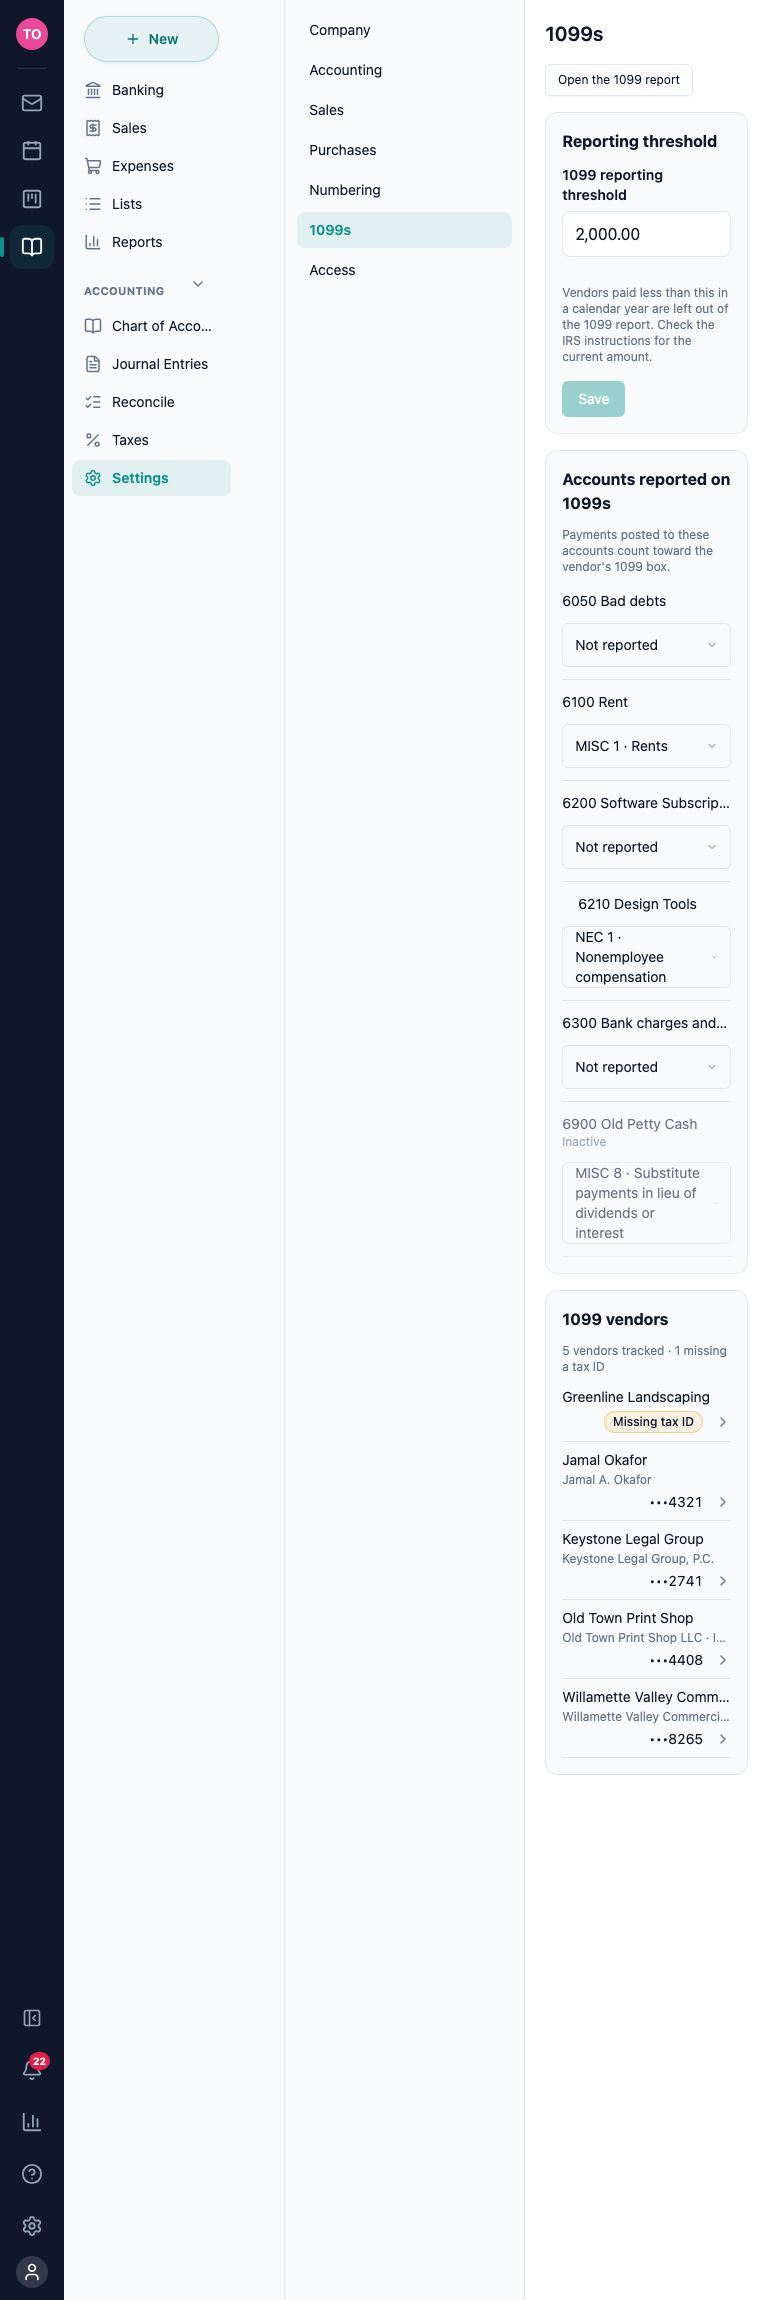 TO
New
Banking
Sales
Expenses
Lists
Reports
ACCOUNTING
Chart of Acco...
Journal Entries
Reconcile
Taxes
Settings
22
Company
Accounting
Sales
Purchases
Numbering
1099s
Access
1099s
Open the 1099 report
Reporting threshold
1099 reporting
threshold
2,000.00
Vendors paid less than this in
a calendar year are left out of
the 1099 report. Check the
IRS instructions for the
current amount.
Save
Accounts reported on
1099s
Payments posted to these
accounts count toward the
vendor's 1099 box.
6050 Bad debts
Not reported
6100 Rent
MISC 1 · Rents
6200 Software Subscrip...
Not reported
6210 Design Tools
NEC 1 ·
Nonemployee
compensation
6300 Bank charges and...
Not reported
6900 Old Petty Cash
Inactive
MISC 8 · Substitute
payments in lieu of
dividends or
interest
1099 vendors
5 vendors tracked · 1 missing
a tax ID
Greenline Landscaping
Missing tax ID
Jamal Okafor
Jamal A. Okafor
•••4321
Keystone Legal Group
Keystone Legal Group, P.C.
•••2741
Old Town Print Shop
Old Town Print Shop LLC · I...
•••4408
Willamette Valley Comm...
Willamette Valley Commerci...
•••8265